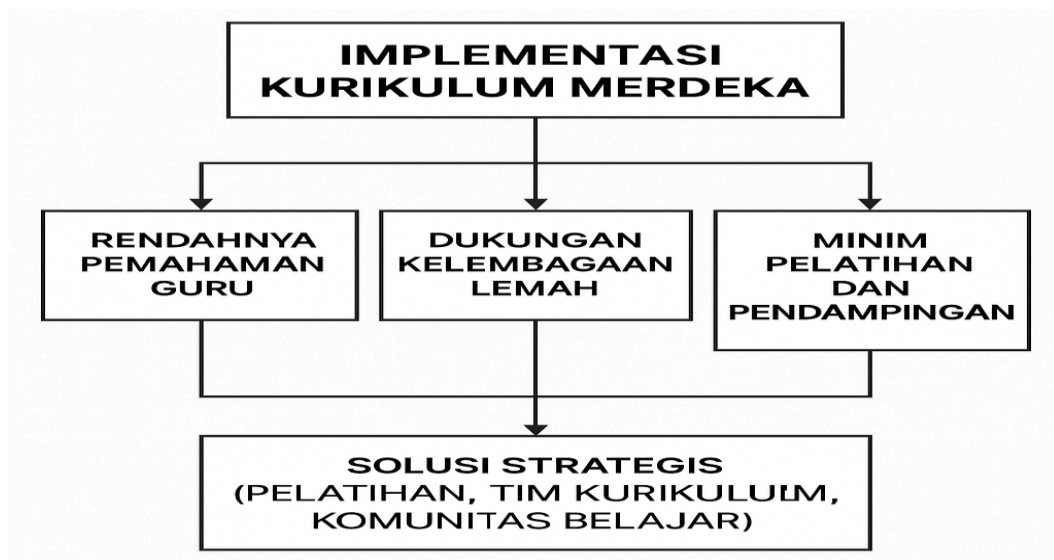 IMPLEMENTASI
KURIKULUM MERDEKA
RENDAHNYA
PEMAHAMAN
GURU
DUKUNGAN
KELEMBAGAAN
LEMAH
MINIM
PELATIHAN
DAN
PENDAMPINGAN
SOLUSI STRATEGIS
(PELATIHAN, TIM KURIKULULM,
KOMUNITAS BELAJAR)